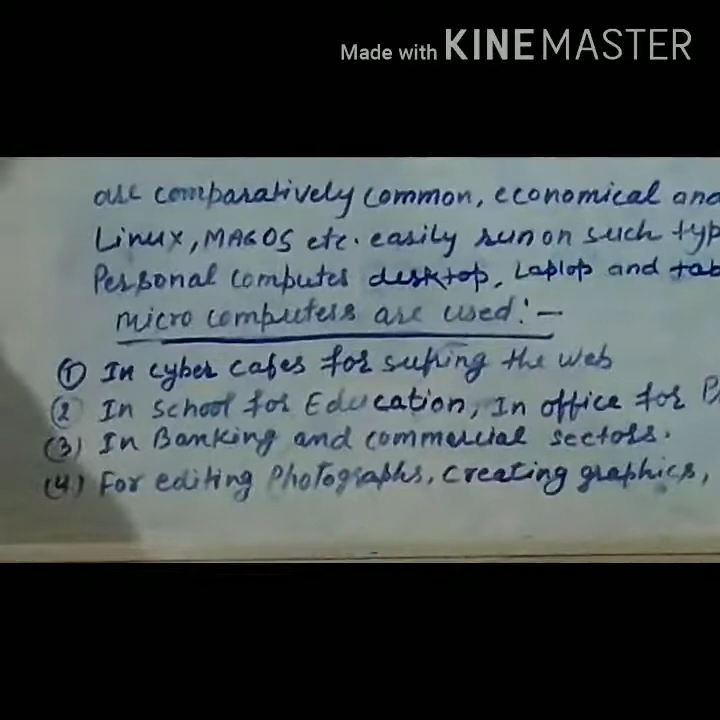 Made with KINEMASTER
are comparatively common, economical and
Linux, MACOS etc. easily run on such typ
Personal computer desktop, Laptop and tab
micro computers are used:-
① In cyber cafes for sufing the web
② In school for Education, In office for P
(3) In Banking and commercial sectors.
(4) For editing Photographs, creating graphics,